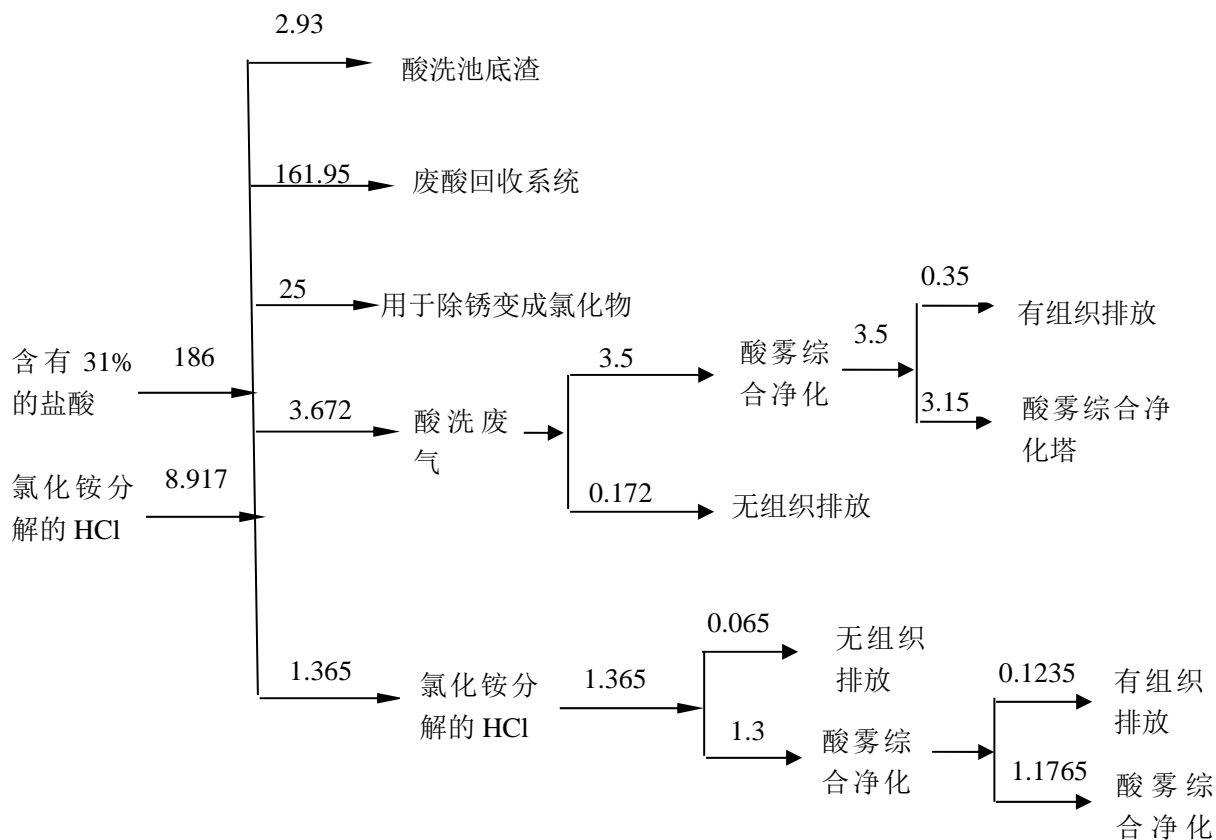 2.93
酸洗池底渣
161.95
废酸回收系统
25
用于除锈变成氯化物
含有 31%
的盐酸
186
3.672
酸洗废
气
3.5
酸雾综
合净化
3.5
0.35
有组织排放
3.15
酸雾综合净
化塔
0.172
无组织排放
氯化铵分
解的 HCl
8.917
1.365
氯化铵分
解的 HCl
1.365
0.065
无组织
排放
1.3
酸雾综
合净化
0.1235
有组织
排放
1.1765
酸雾综
合净化